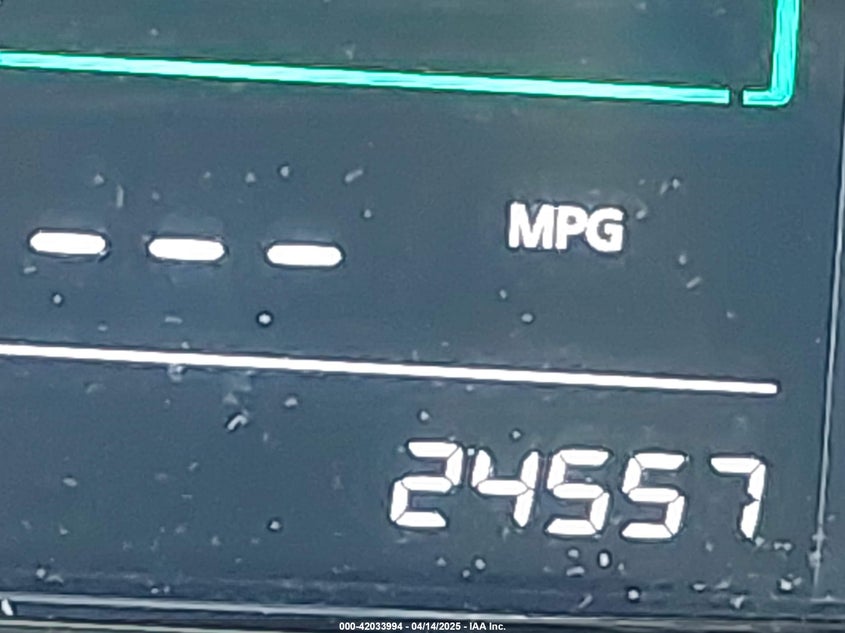 --- MPG
24557
000-42033994 - 04/14/2025 - IAA Inc.